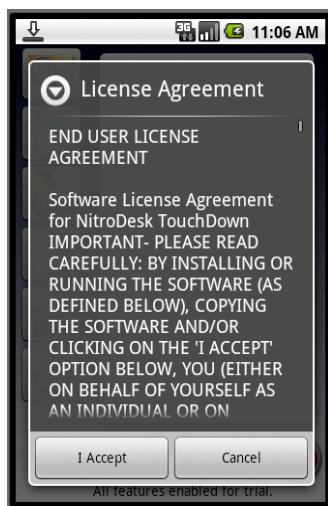 3G
11:06 AM
License Agreement
END USER LICENSE
AGREEMENT
Software License Agreement
for NitroDesk TouchDown
IMPORTANT- PLEASE READ
CAREFULLY: BY INSTALLING OR
RUNNING THE SOFTWARE (AS
DEFINED BELOW), COPYING
THE SOFTWARE AND/OR
CLICKING ON THE 'I ACCEPT'
OPTION BELOW, YOU (EITHER
ON BEHALF OF YOURSELF AS
AN INDIVIDUAL OR ON
I Accept
Cancel
All features enabled for trial.